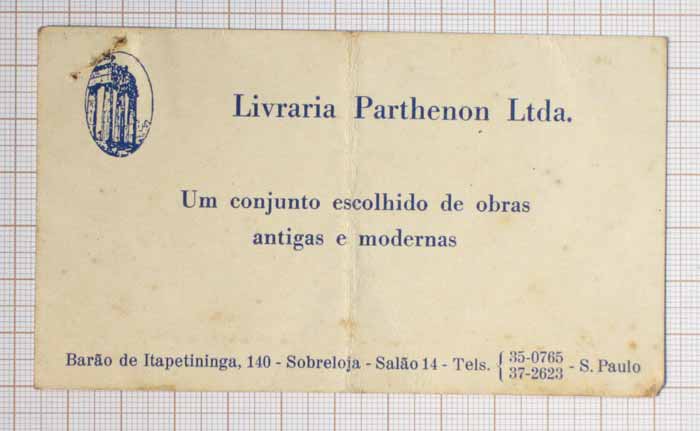 Livraria Parthenon Ltda.
Um conjunto escolhido de obras
antigas e modernas
Barão de Itapetininga, 140 - Sobreloja - Salão 14 - Tels. { 35-0765
37-2623 - S. Paulo